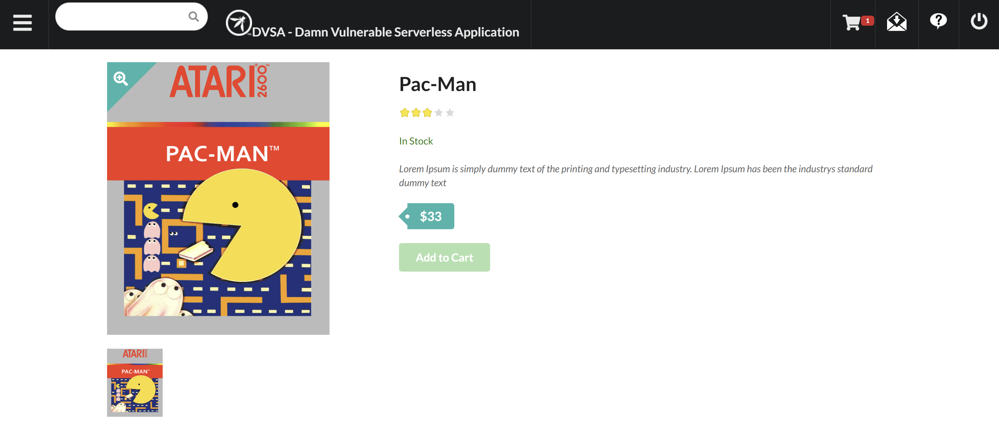 1
™DVSA - Damn Vulnerable Serverless Application
ATARI® 2600™
PAC-MAN™
Pac-Man
In Stock
Lorem Ipsum is simply dummy text of the printing and typesetting industry. Lorem Ipsum has been the industrys standard
dummy text
$33
Add to Cart
ATARI 2600
PAC-MAN™